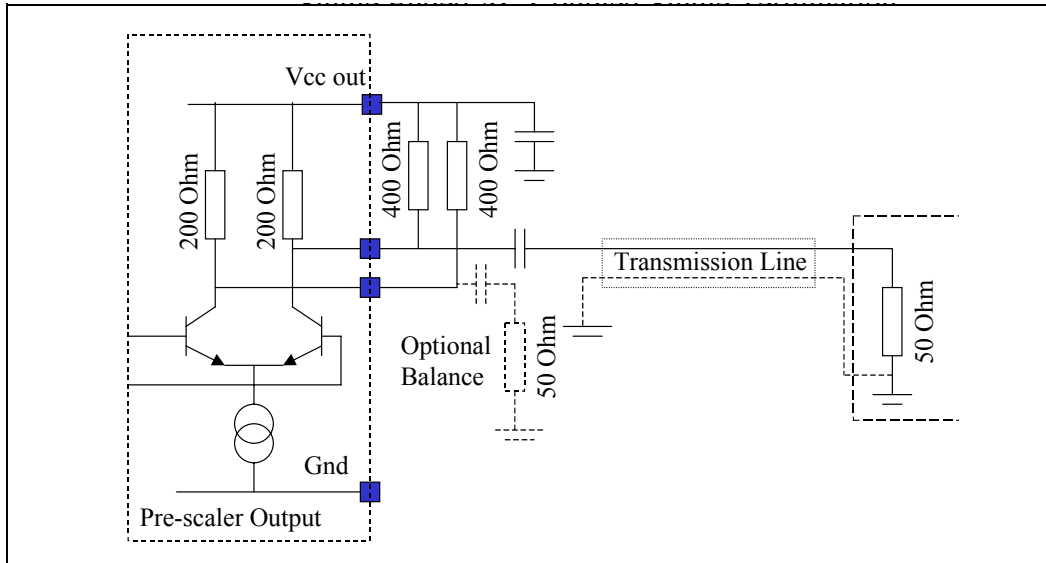 Vcc out
200 Ohm
200 Ohm
400 Ohm
400 Ohm
Transmission Line
50 Ohm
Optional
Balance
50 Ohm
Gnd
Pre-scaler Output